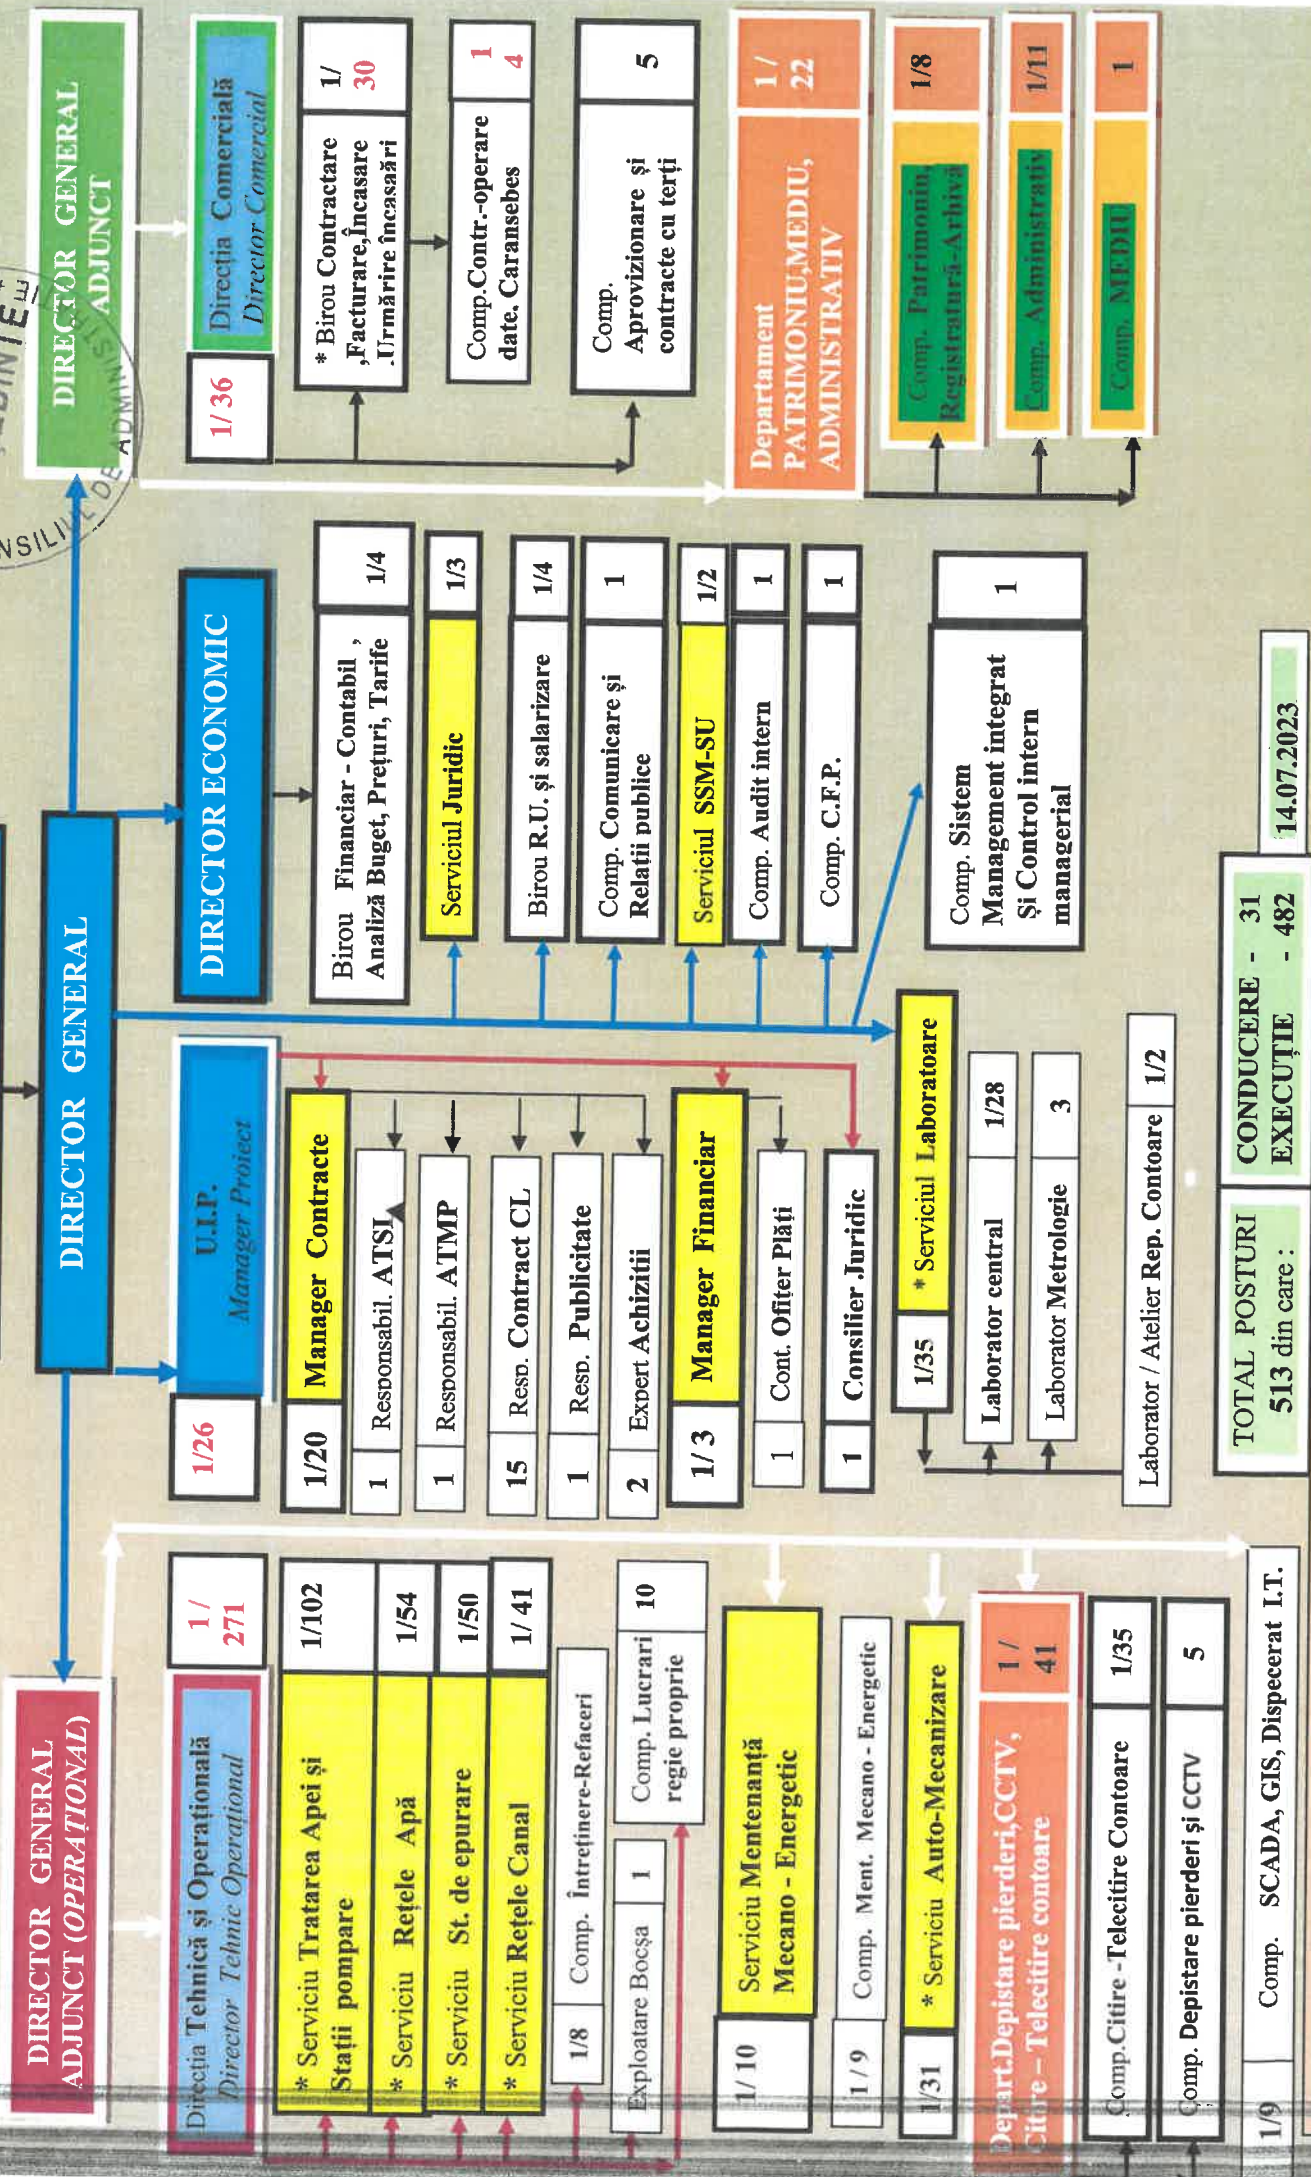 DIRECTOR GENERAL
DIRECTOR GENERAL
ADJUNCT (OPERAȚIONAL)
Direcția Tehnică și Operațională
Director Tehnic Operațional
1 /
271
* Serviciu Tratarea Apei și
Stații pompare
1/102
* Serviciu Rețele Apă
1/54
* Serviciu St. de epurare
1/50
* Serviciu Rețele Canal
1/ 41
1/8
Comp. Întreținere-Refaceri
Exploatare Bocșa
1
Comp. Lucrari
regie proprie
10
1/ 10
Serviciu Mentenanță
Mecano - Energetic
1 / 9
Comp. Ment. Mecano - Energetic
1/31
* Serviciu Auto-Mecanizare
Depart.Depistare pierderi,CCTV,
Citire – Telecitire contoare
1 /
41
Comp.Citire -Telecitire Contoare
1/35
Comp. Depistare pierderi și CCTV
5
1/9
Comp. SCADA, GIS, Dispecerat I.T.
1/26
U.I.P.
Manager Proiect
1/20
Manager Contracte
1
Responsabil. ATSI
1
Responsabil. ATMP
15
Resp. Contract CL
1
Resp. Publicitate
2
Expert Achizitii
1/ 3
Manager Financiar
1
Cont. Ofițer Plăți
1
Consilier Juridic
1/35
* Serviciul Laboratoare
Laborator central
1/28
Laborator Metrologie
3
Laborator / Atelier Rep. Contoare
1/2
DIRECTOR ECONOMIC
Birou Financiar - Contabil ,
Analiză Buget, Prețuri, Tarife
1/4
Serviciul Juridic
1/3
Birou R.U. și salarizare
1/4
Comp. Comunicare și
Relații publice
1
Serviciul SSM-SU
1/2
Comp. Audit intern
1
Comp. C.F.P.
1
Comp. Sistem
Management integrat
Și Control intern
managerial
1
DIRECTOR GENERAL
ADJUNCT
DE ADMINIST
1/36
Direcția Comercială
Director Comercial
* Birou Contractare
,Facturare,Încasare
.Urmărire încasaări
1/
30
Comp.Contr.-operare
date. Caransebes
1
4
Comp.
Aprovizionare și
contracte cu terți
5
Departament
PATRIMONIU,MEDIU,
ADMINISTRATIV
1 /
22
Comp. Patrimoniu,
Registratură-Arhivă
1/8
Comp. Administrativ
1/11
Comp. MEDIU
1
TOTAL POSTURI
513 din care :
CONDUCERE - 31
EXECUȚIE - 482
14.07.2023